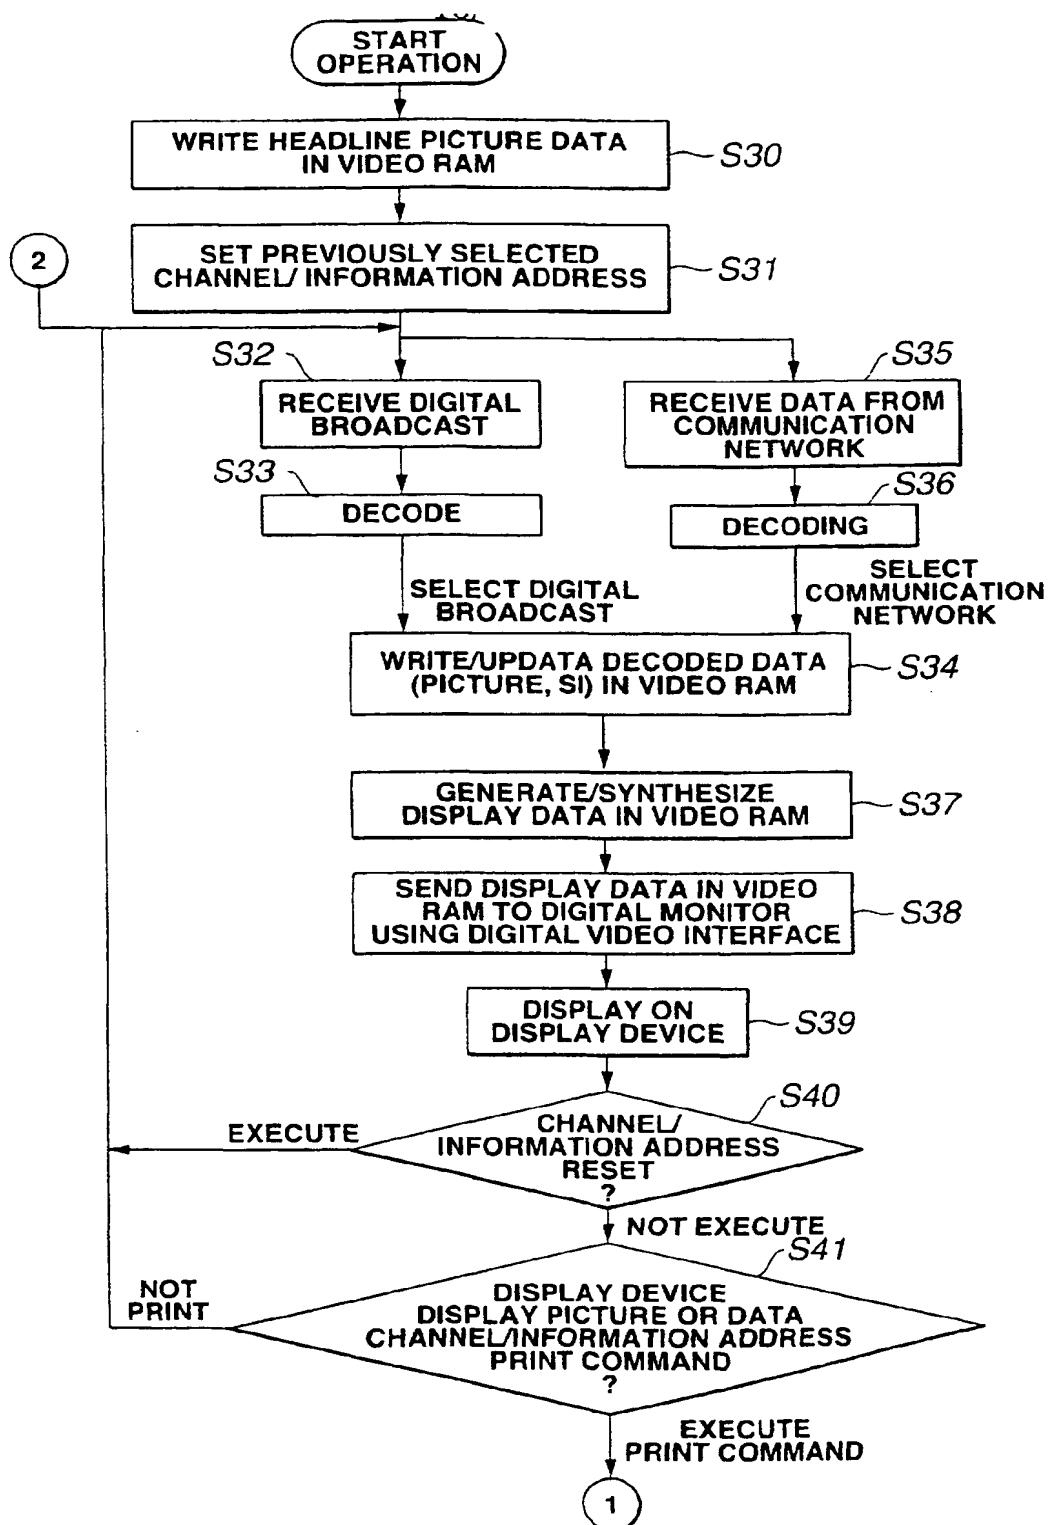 START
OPERATION
WRITE HEADLINE PICTURE DATA
IN VIDEO RAM
S30
SET PREVIOUSLY SELECTED
CHANNEL/ INFORMATION ADDRESS
S31
2
S32
RECEIVE DIGITAL
BROADCAST
S35
RECEIVE DATA FROM
COMMUNICATION
NETWORK
S33
DECODE
S36
DECODING
SELECT DIGITAL
BROADCAST
SELECT
COMMUNICATION
NETWORK
WRITE/UPDATA DECODED DATA
(PICTURE, SI) IN VIDEO RAM
S34
GENERATE/SYNTHESIZE
DISPLAY DATA IN VIDEO RAM
S37
SEND DISPLAY DATA IN VIDEO
RAM TO DIGITAL MONITOR
USING DIGITAL VIDEO INTERFACE
S38
DISPLAY ON
DISPLAY DEVICE
S39
S40
CHANNEL/
INFORMATION ADDRESS
RESET
?
EXECUTE
NOT EXECUTE
S41
DISPLAY DEVICE
DISPLAY PICTURE OR DATA
CHANNEL/INFORMATION ADDRESS
PRINT COMMAND
?
NOT
PRINT
EXECUTE
PRINT COMMAND
1